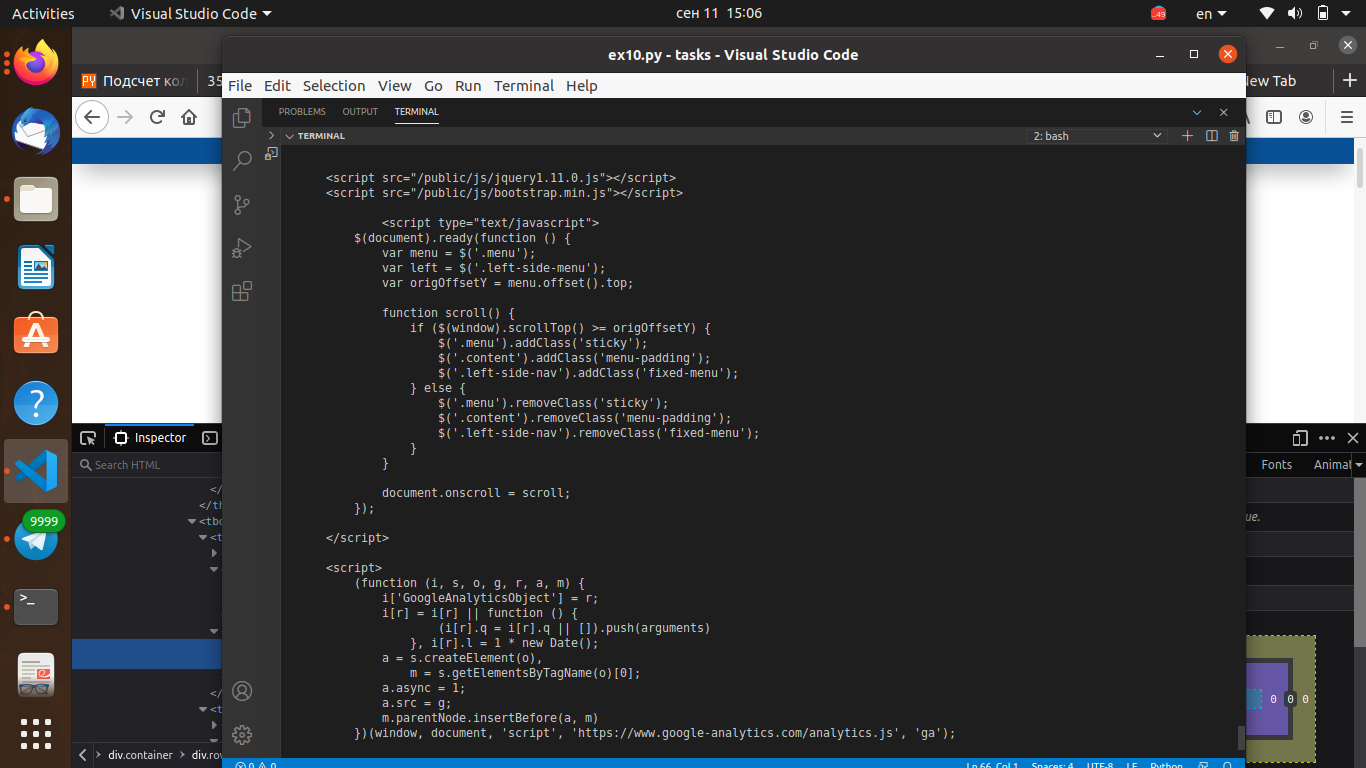 Activities
Visual Studio Code
сен 11 15:06
49
en
ex10.py - tasks - Visual Studio Code
PY Подсчет кол
35
New Tab
File Edit Selection View Go Run Terminal Help
PROBLEMS OUTPUT TERMINAL
TERMINAL
2: bash
<script src="/public/js/jquery1.11.0.js"></script>
<script src="/public/js/bootstrap.min.js"></script>
<script type="text/javascript">
$(document).ready(function () {
var menu = $('.menu');
var left = $('.left-side-menu');
var origOffsetY = menu.offset().top;
function scroll() {
if ($(window).scrollTop() >= origOffsetY) {
$('.menu').addClass('sticky');
$('.content').addClass('menu-padding');
$('.left-side-nav').addClass('fixed-menu');
} else {
$('.menu').removeClass('sticky');
$('.content').removeClass('menu-padding');
$('.left-side-nav').removeClass('fixed-menu');
}
}
document.onscroll = scroll;
});
</script>
<script>
(function (i, s, o, g, r, a, m) {
i['GoogleAnalyticsObject'] = r;
i[r] = i[r] || function () {
(i[r].q = i[r].q || []).push(arguments)
}, i[r].l = 1 * new Date();
a = s.createElement(o),
m = s.getElementsByTagName(o)[0];
a.async = 1;
a.src = g;
m.parentNode.insertBefore(a, m)
})(window, document, 'script', 'https://www.google-analytics.com/analytics.js', 'ga');
Inspector
Search HTML
</
</th
<tbo
<t
</
<t
div.container
div.rov
9999
Fonts
Animat
ue.
0 0 0
0 0
Ln 66, Col 1 Spaces: 4 UTF-8 LF Python